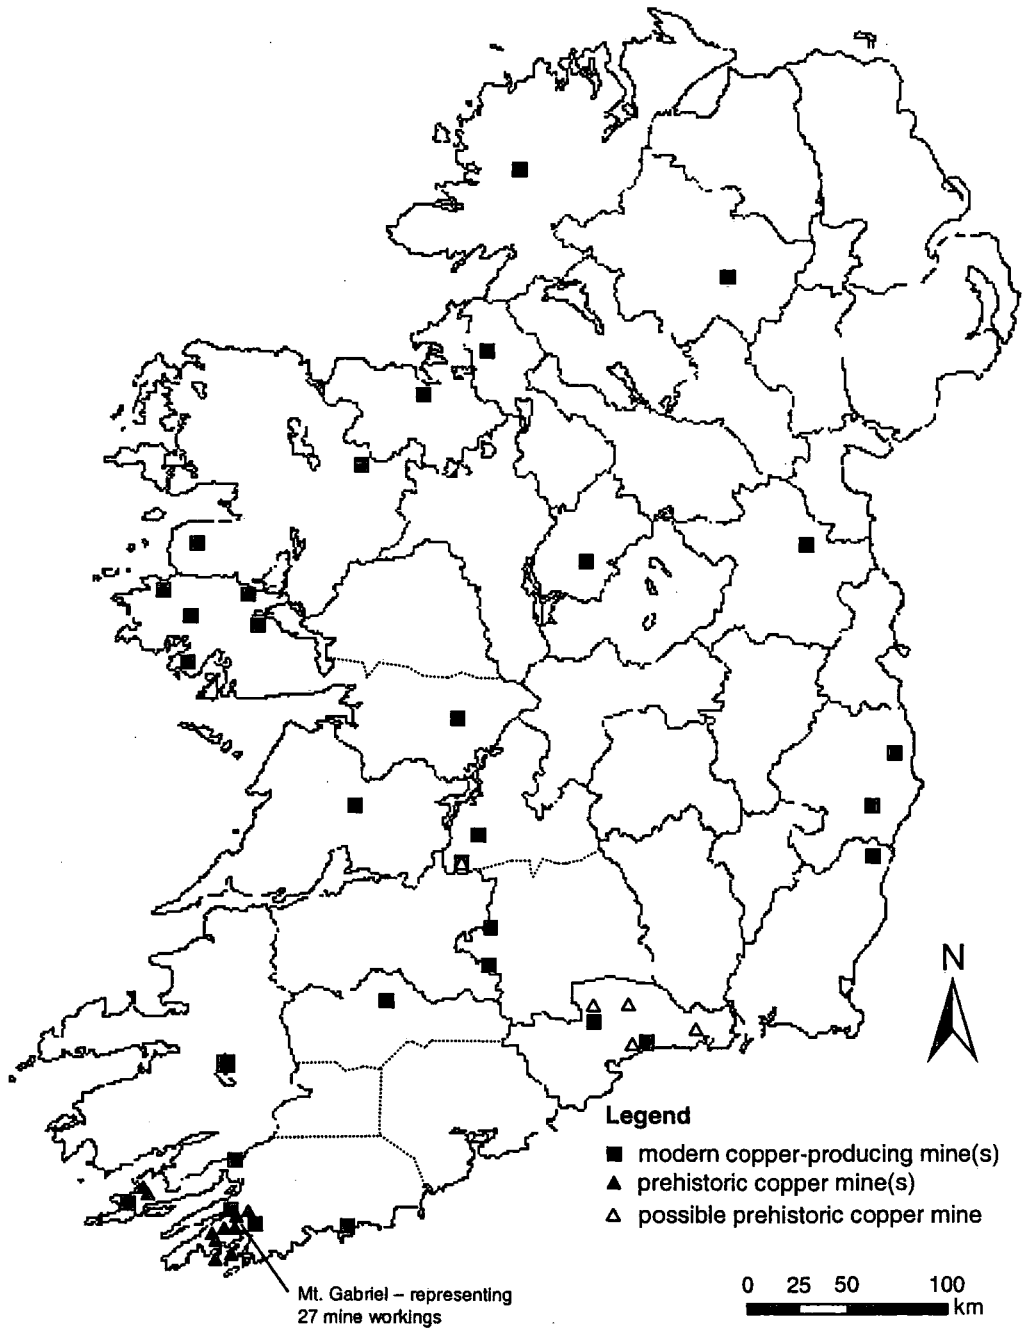 N
Legend
modern copper-producing mine(s)
prehistoric copper mine(s)
possible prehistoric copper mine
Mt. Gabriel – representing
27 mine workings
0 25 50 100
km